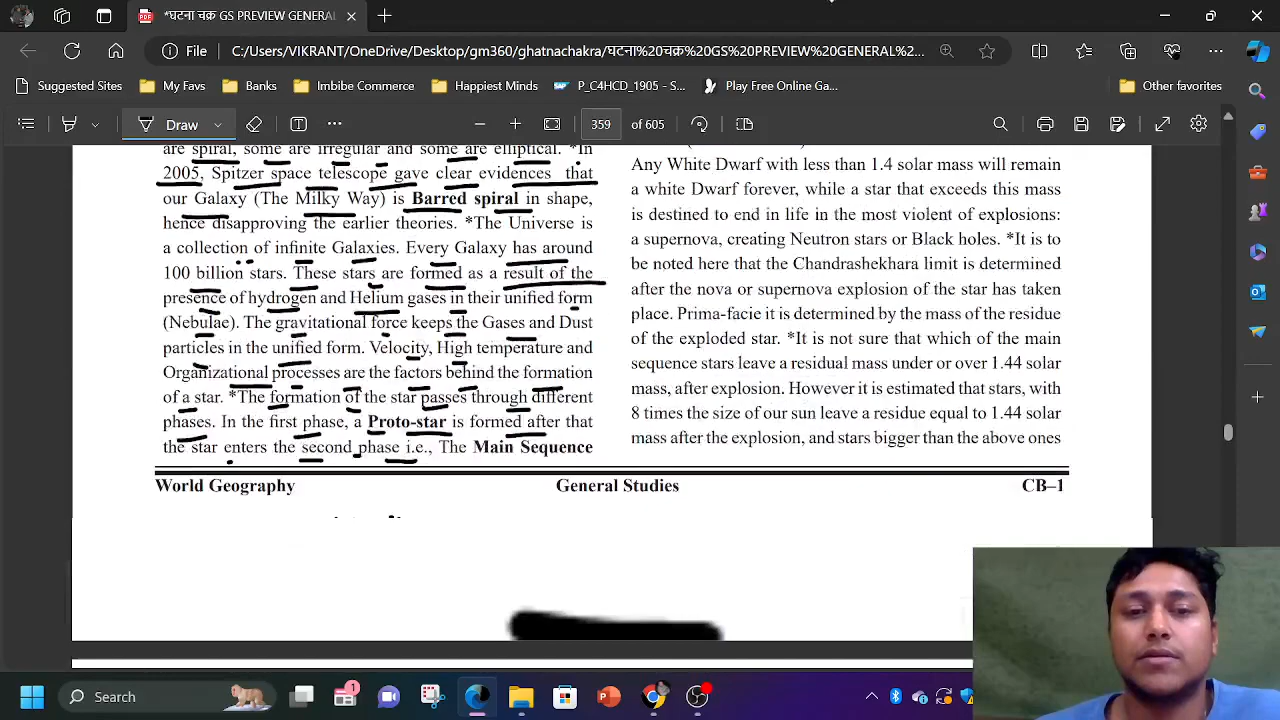 *घटना चक्र GS PREVIEW GENERAL
File
C:/Users/VIKRANT/OneDrive/Desktop/gm360/ghatnachakra/घटना%20चक्र%20GS%20PREVIEW%20GENERAL%2...
Suggested Sites
My Favs
Banks
Imbibe Commerce
Happiest Minds
P_C4HCD_1905 - S...
Play Free Online Ga...
Other favorites
Draw
359 of 605
are spiral, some are irregular and some are elliptical. *In
2005, Spitzer space telescope gave clear evidences that
our Galaxy (The Milky Way) is Barred spiral in shape,
hence disapproving the earlier theories. *The Universe is
a collection of infinite Galaxies. Every Galaxy has around
100 billion stars. These stars are formed as a result of the
presence of hydrogen and Helium gases in their unified form
(Nebulae). The gravitational force keeps the Gases and Dust
particles in the unified form. Velocity, High temperature and
Organizational processes are the factors behind the formation
of a star. *The formation of the star passes through different
phases. In the first phase, a Proto-star is formed after that
the star enters the second phase i.e., The Main Sequence
Any White Dwarf with less than 1.4 solar mass will remain
a white Dwarf forever, while a star that exceeds this mass
is destined to end in life in the most violent of explosions:
a supernova, creating Neutron stars or Black holes. *It is to
be noted here that the Chandrashekhara limit is determined
after the nova or supernova explosion of the star has taken
place. Prima-facie it is determined by the mass of the residue
of the exploded star. *It is not sure that which of the main
sequence stars leave a residual mass under or over 1.44 solar
mass, after explosion. However it is estimated that stars, with
8 times the size of our sun leave a residue equal to 1.44 solar
mass after the explosion, and stars bigger than the above ones
World Geography
General Studies
CB–1
Search
1